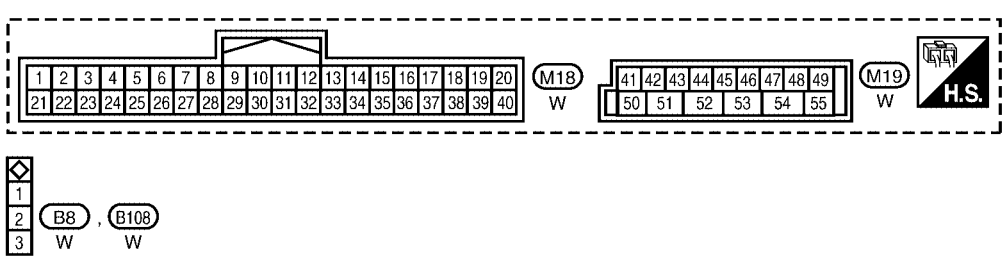 1 2 3 4 5 6 7 8 9 10 11 12 13 14 15 16 17 18 19 20
21 22 23 24 25 26 27 28 29 30 31 32 33 34 35 36 37 38 39 40
M18
W
41 42 43 44 45 46 47 48 49
50 51 52 53 54 55
M19
W
H.S.
1
2
3
B8 , B108
W W